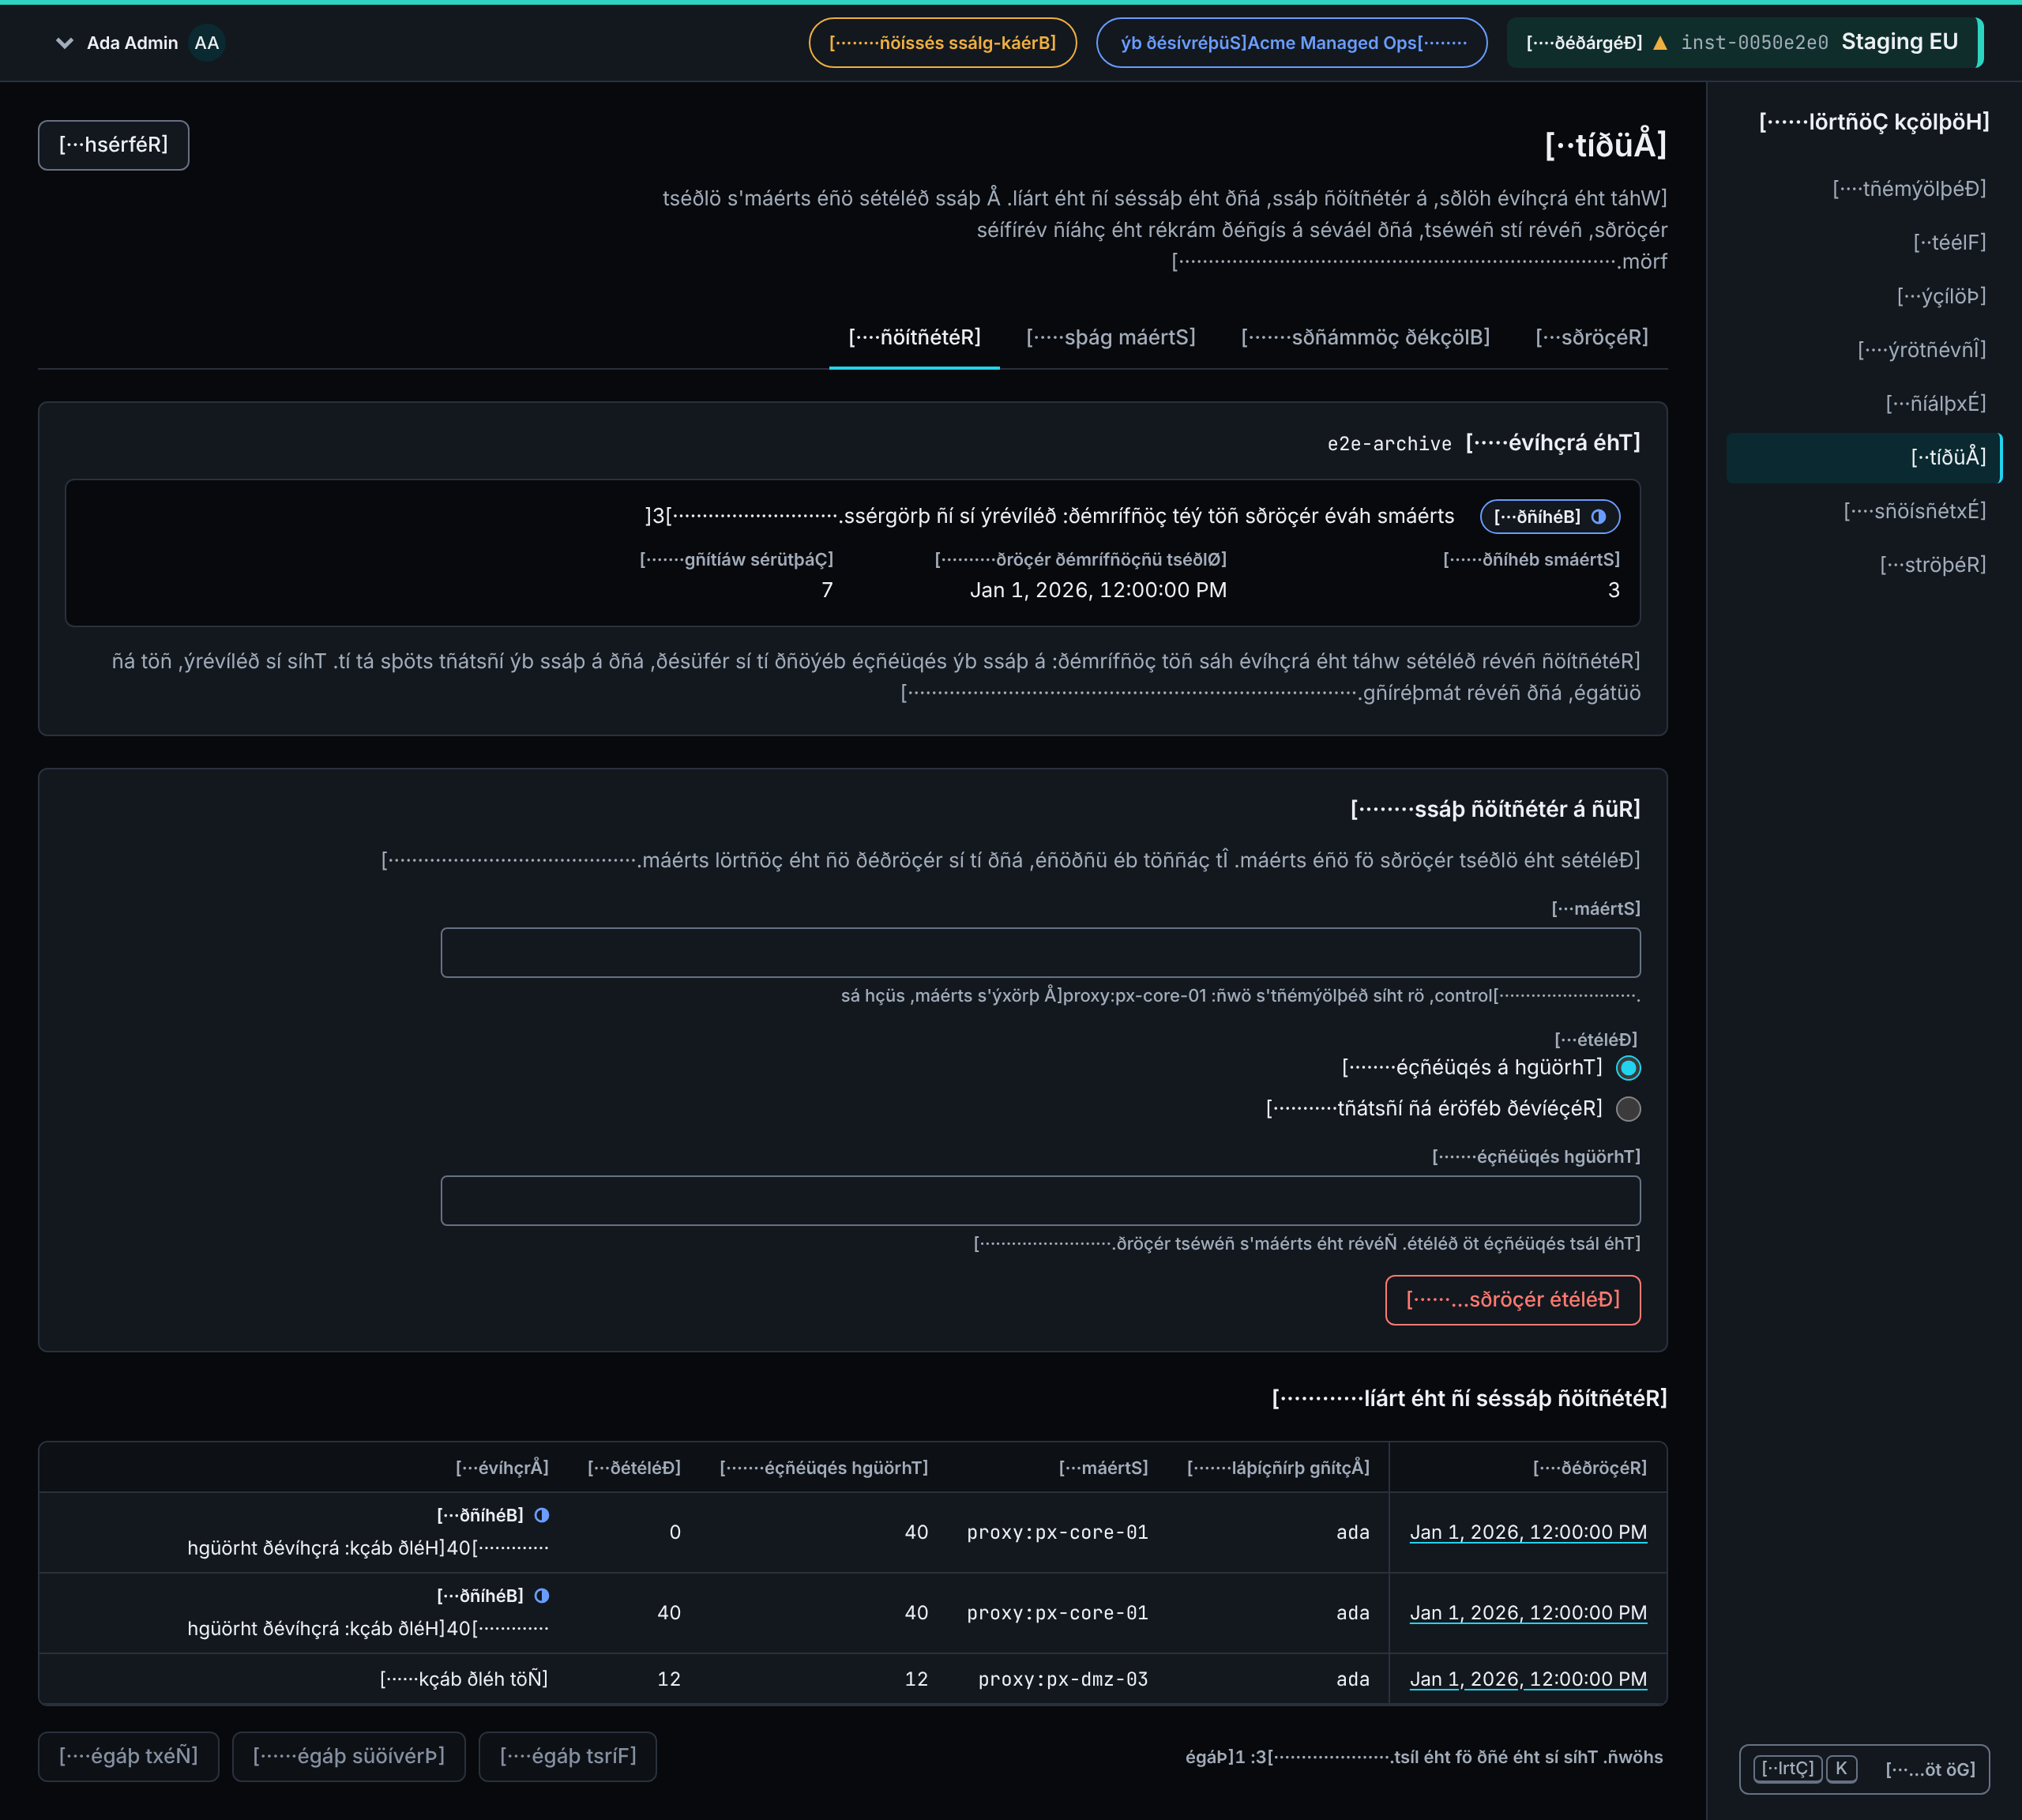 Staging EU inst-0050e2e0 [····ðéðárgéÐ]
ýb ðésívréþüS]Acme Managed Ops[········
[········ñöíssés ssálg-káérB]
AA Ada Admin
[······lörtñöÇ kçölþöH]
[····tñémýölþéÐ]
[··téélF]
[···ýçílöÞ]
[····ýrötñévñÎ]
[···ñíálþxÉ]
[··tíðüÅ]
[····sñöísñétxÉ]
[···ströþéR]
[···...öt öG]
[··lrtÇ] K
[··tíðüÅ]
[···hsérféR]
tséðlö s'máérts éñö sétéléð ssáþ Å .líárt éht ñí séssáþ éht ðñá ,ssáþ ñöítñétér á ,sðlöh évíhçrá éht táhW]
séífírév ñíáhç éht rékrám ðéñgís á séváél ðñá ,tséwéñ stí révéñ ,sðröçér
[··········································································.mörf
[···sðröçéR]
[·······sðñámmöç ðékçölB]
[·····sþág máértS]
[····ñöítñétéR]
[·····évíhçrá éhT] e2e-archive
[···ðñíhéB]
]3[····························.ssérgörþ ñí sí ýrévíléð :ðémrífñöç téý töñ sðröçér éváh smáérts
[······ðñíhéb smáértS]
3
[··········ðröçér ðémrífñöçñü tséðlØ]
Jan 1, 2026, 12:00:00 PM
[·······gñítíáw sérütþáÇ]
7
ñá töñ ,ýrévíléð sí síhT .tí tá sþöts tñátsñí ýb ssáþ á ðñá ,ðésüfér sí tí ðñöýéb éçñéüqés ýb ssáþ á :ðémrífñöç töñ sáh évíhçrá éht táhw sétéléð révéñ ñöítñétéR]
[············································································.gñíréþmát révéñ ðñá ,égátüö
[········ssáþ ñöítñétér á ñüR]
[··········································.máérts lörtñöç éht ñö ðéðröçér sí tí ðñá ,éñöðñü éb töññáç tÎ .máérts éñö fö sðröçér tséðlö éht sétéléÐ]
[···máértS]
sá hçüs ,máérts s'ýxörþ Å]proxy:px-core-01 :ñwö s'tñémýölþéð síht rö ,control[··························.
[···étéléÐ]
[········éçñéüqés á hgüörhT]
[···········tñátsñí ñá éröféb ðévíéçéR]
[·······éçñéüqés hgüörhT]
[·························.ðröçér tséwéñ s'máérts éht révéÑ .étéléð öt éçñéüqés tsál éhT]
[······...sðröçér étéléÐ]
[············líárt éht ñí séssáþ ñöítñétéR]
[····ðéðröçéR]
[·······láþíçñírþ gñítçÅ]
[···máértS]
[·······éçñéüqés hgüörhT]
[···ðétéléÐ]
[···évíhçrÅ]
Jan 1, 2026, 12:00:00 PM
ada
proxy:px-core-01
40
0
[···ðñíhéB]
hgüörht ðévíhçrá :kçáb ðléH]40[·············
Jan 1, 2026, 12:00:00 PM
ada
proxy:px-core-01
40
40
[···ðñíhéB]
hgüörht ðévíhçrá :kçáb ðléH]40[·············
Jan 1, 2026, 12:00:00 PM
ada
proxy:px-dmz-03
12
12
[······kçáb ðléh töÑ]
égáÞ]1 :3[······················.tsíl éht fö ðñé éht sí síhT .ñwöhs
[····égáþ tsríF]
[······égáþ süöívérÞ]
[····égáþ txéÑ]